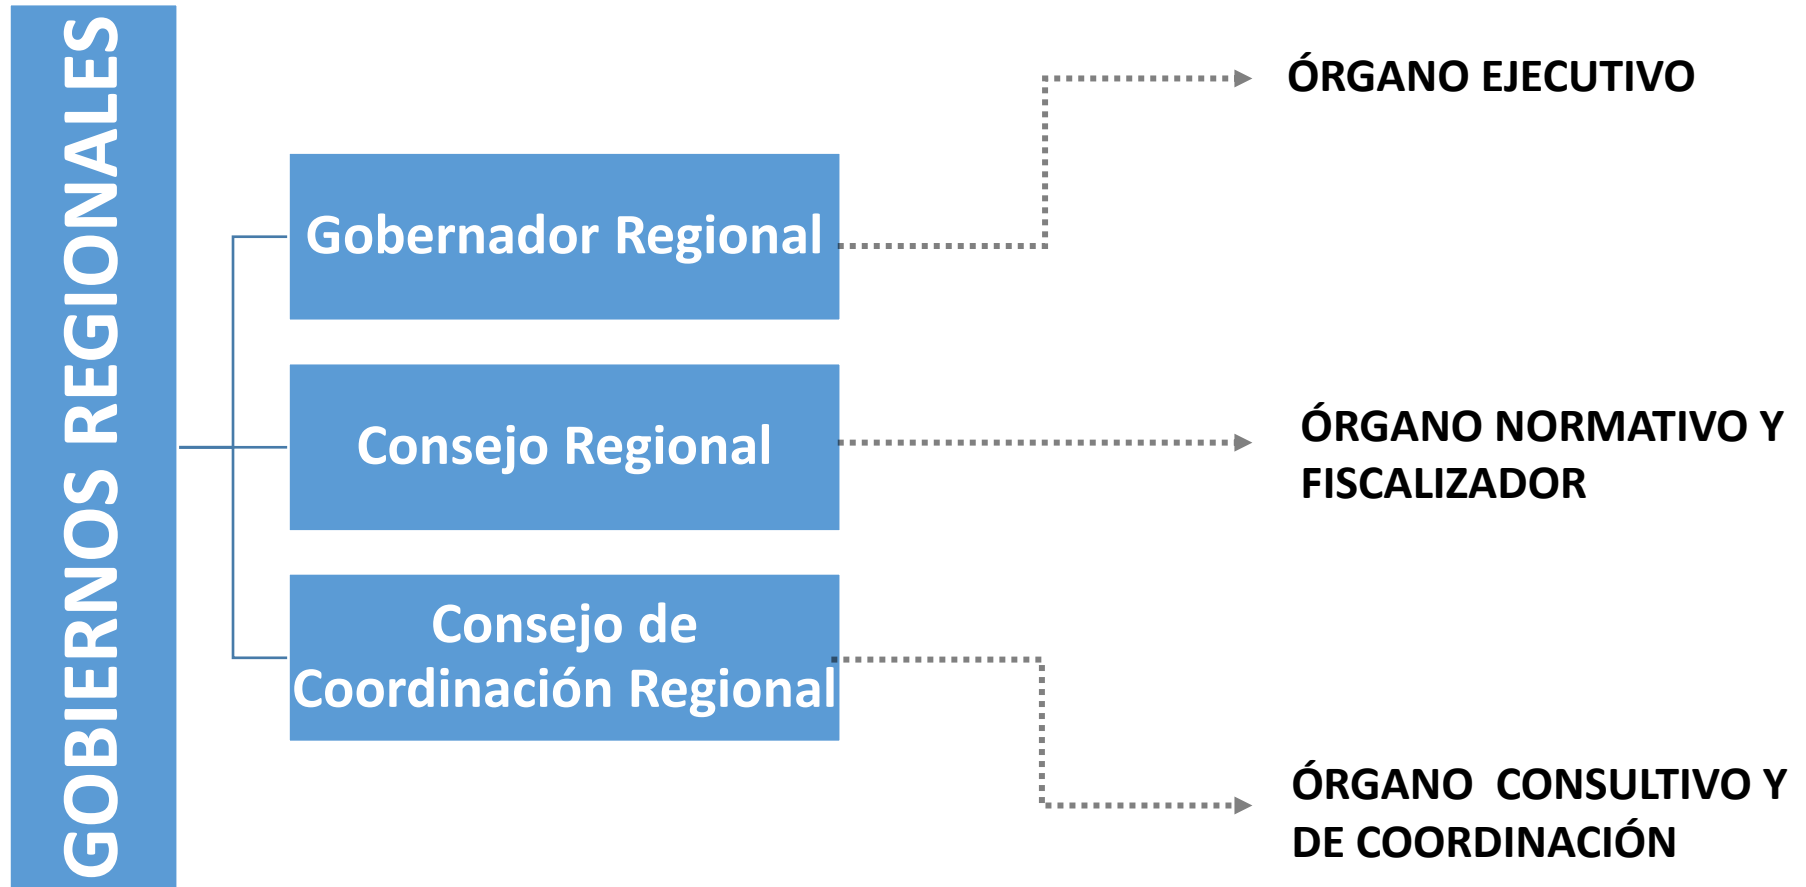 GOBIERNOS REGIONALES
Gobernador Regional
ÓRGANO EJECUTIVO
Consejo Regional
ÓRGANO NORMATIVO Y
FISCALIZADOR
Consejo de
Coordinación Regional
ÓRGANO CONSULTIVO Y
DE COORDINACIÓN